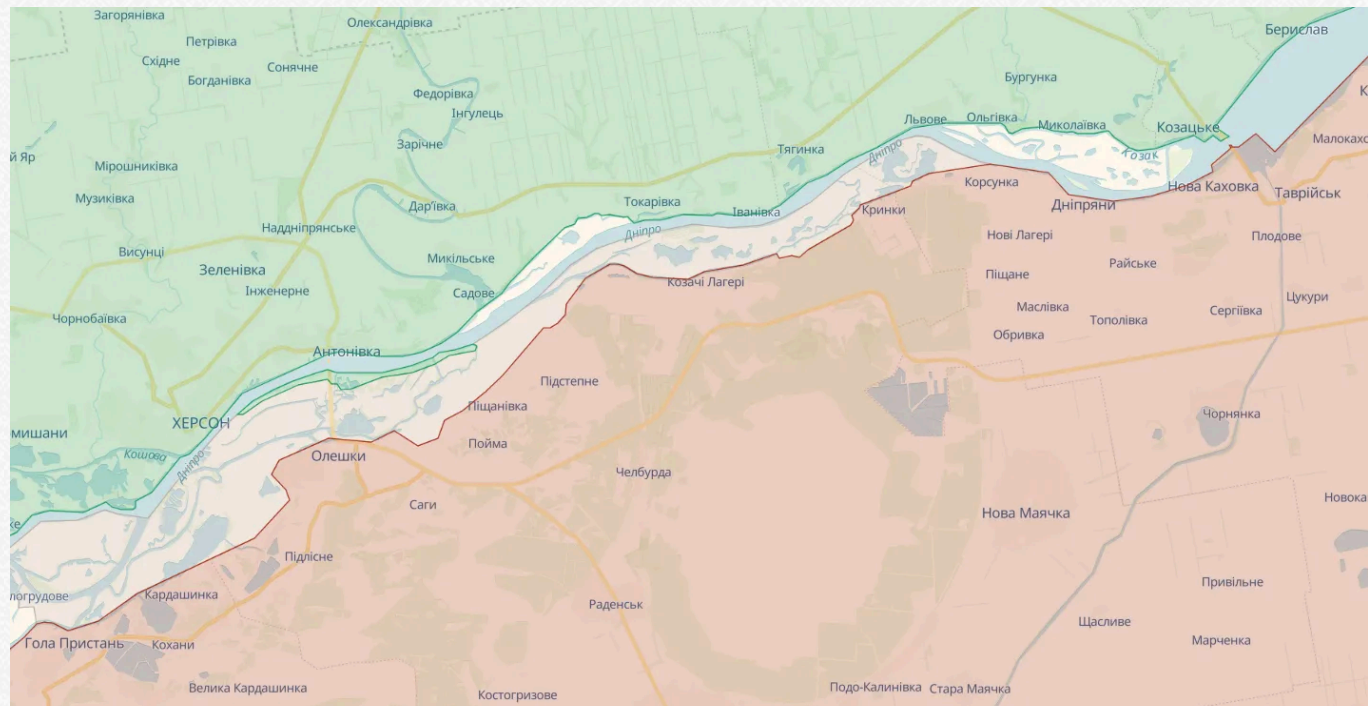 Загорянівка
Олександрівка
Берислав
Петрівка
Східне
Сонячне
Богданівка
Бургунка
Федорівка
Інгулець
Львове
Ольгівка
Миколаївка
Козацьке
Малокахо
Зарічне
Тягинка
Дніпро
Козак
й Яр
Мірошниківка
Корсунка
Нова Каховка
Таврійськ
Музиківка
Дар'ївка
Токарівка
Іванівка
Кринки
Дніпряни
Наддніпрянське
Дніпро
Нові Лагері
Плодове
Висунці
Микільське
Зеленівка
Піщане
Райське
Інженерне
Садове
Козачі Лагері
Цукури
Маслівка
Сергіївка
Чорнобаївка
Тополівка
Обривка
Антонівка
Підстепне
Піщанівка
Чорнянка
ХЕРСОН
мишани
Пойма
Кошова
Олешки
Дніпро
Челбурда
Новока
Саги
Нова Маячка
ке
Підлісне
Привільне
логрудове
Кардашинка
Раденськ
Щасливе
Гола Пристань
Кохани
Марченка
Велика Кардашинка
Костогризове
Подо-Калинівка
Стара Маячка